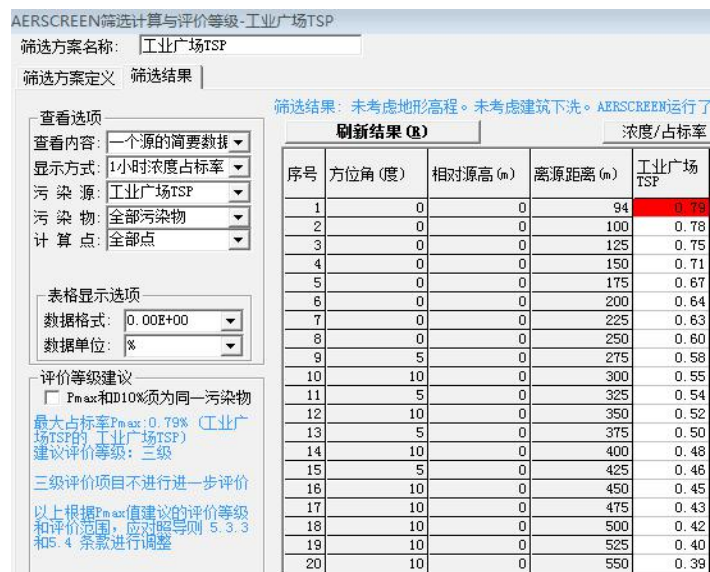 AERSCREEN筛选计算与评价等级-工业广场TSP
筛选方案名称: 工业广场TSP
筛选方案定义 筛选结果
筛选结果: 未考虑地形高程。未考虑建筑下洗。AERSCREEN运行了
查看选项
查看内容: 一个源的简要数据
显示方式: 1小时浓度占标率
污 染 源: 工业广场TSP
污 染 物: 全部污染物
计 算 点: 全部点
表格显示选项
数据格式: 0.00E+00
数据单位: %
评价等级建议
Pmax和D10%须为同一污染物
最大占标率Pmax:0.79% (工业广
场TSP的 工业广场TSP)
建议评价等级: 三级
三级评价项目不进行进一步评价
以上根据Pmax值建议的评价等级
和评价范围,应对照导则 5.3.3
和5.4 条款进行调整
刷新结果(R) 浓度/占标率
序号 方位角(度) 相对源高(m) 离源距离(m) 工业广场
TSP
1 0 0 94 0.79
2 0 0 100 0.78
3 0 0 125 0.75
4 0 0 150 0.71
5 0 0 175 0.67
6 0 0 200 0.64
7 0 0 225 0.63
8 0 0 250 0.60
9 5 0 275 0.58
10 10 0 300 0.55
11 5 0 325 0.54
12 10 0 350 0.52
13 5 0 375 0.50
14 10 0 400 0.48
15 5 0 425 0.46
16 10 0 450 0.45
17 10 0 475 0.43
18 10 0 500 0.42
19 10 0 525 0.40
20 10 0 550 0.39